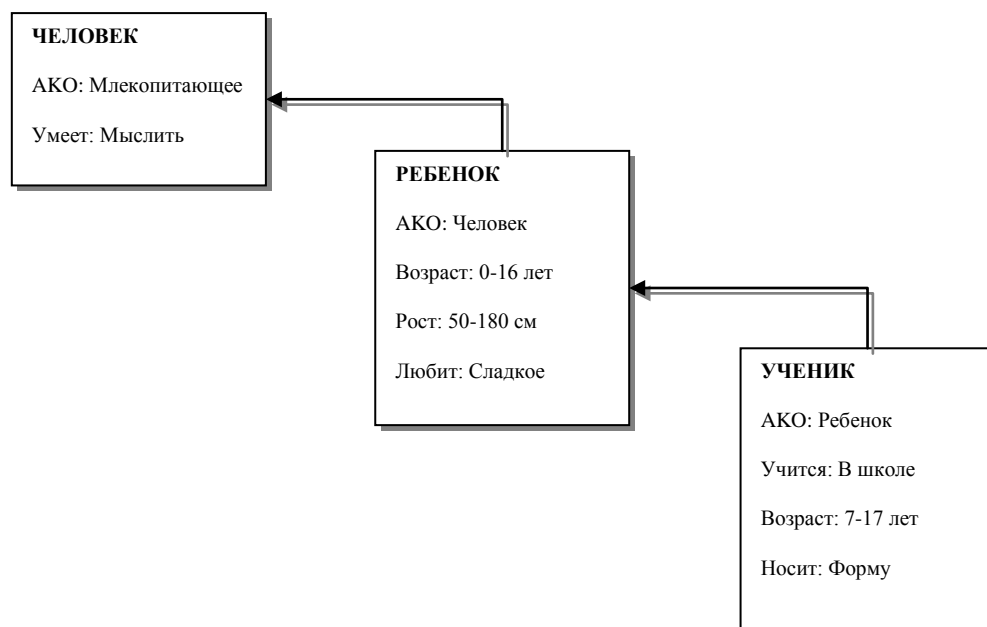 ЧЕЛОВЕК
АКО: Млекопитающее
Умеет: Мыслить
РЕБЕНОК
АКО: Человек
Возраст: 0-16 лет
Рост: 50-180 см
Любит: Сладкое
УЧЕНИК
АКО: Ребенок
Учится: В школе
Возраст: 7-17 лет
Носит: Форму